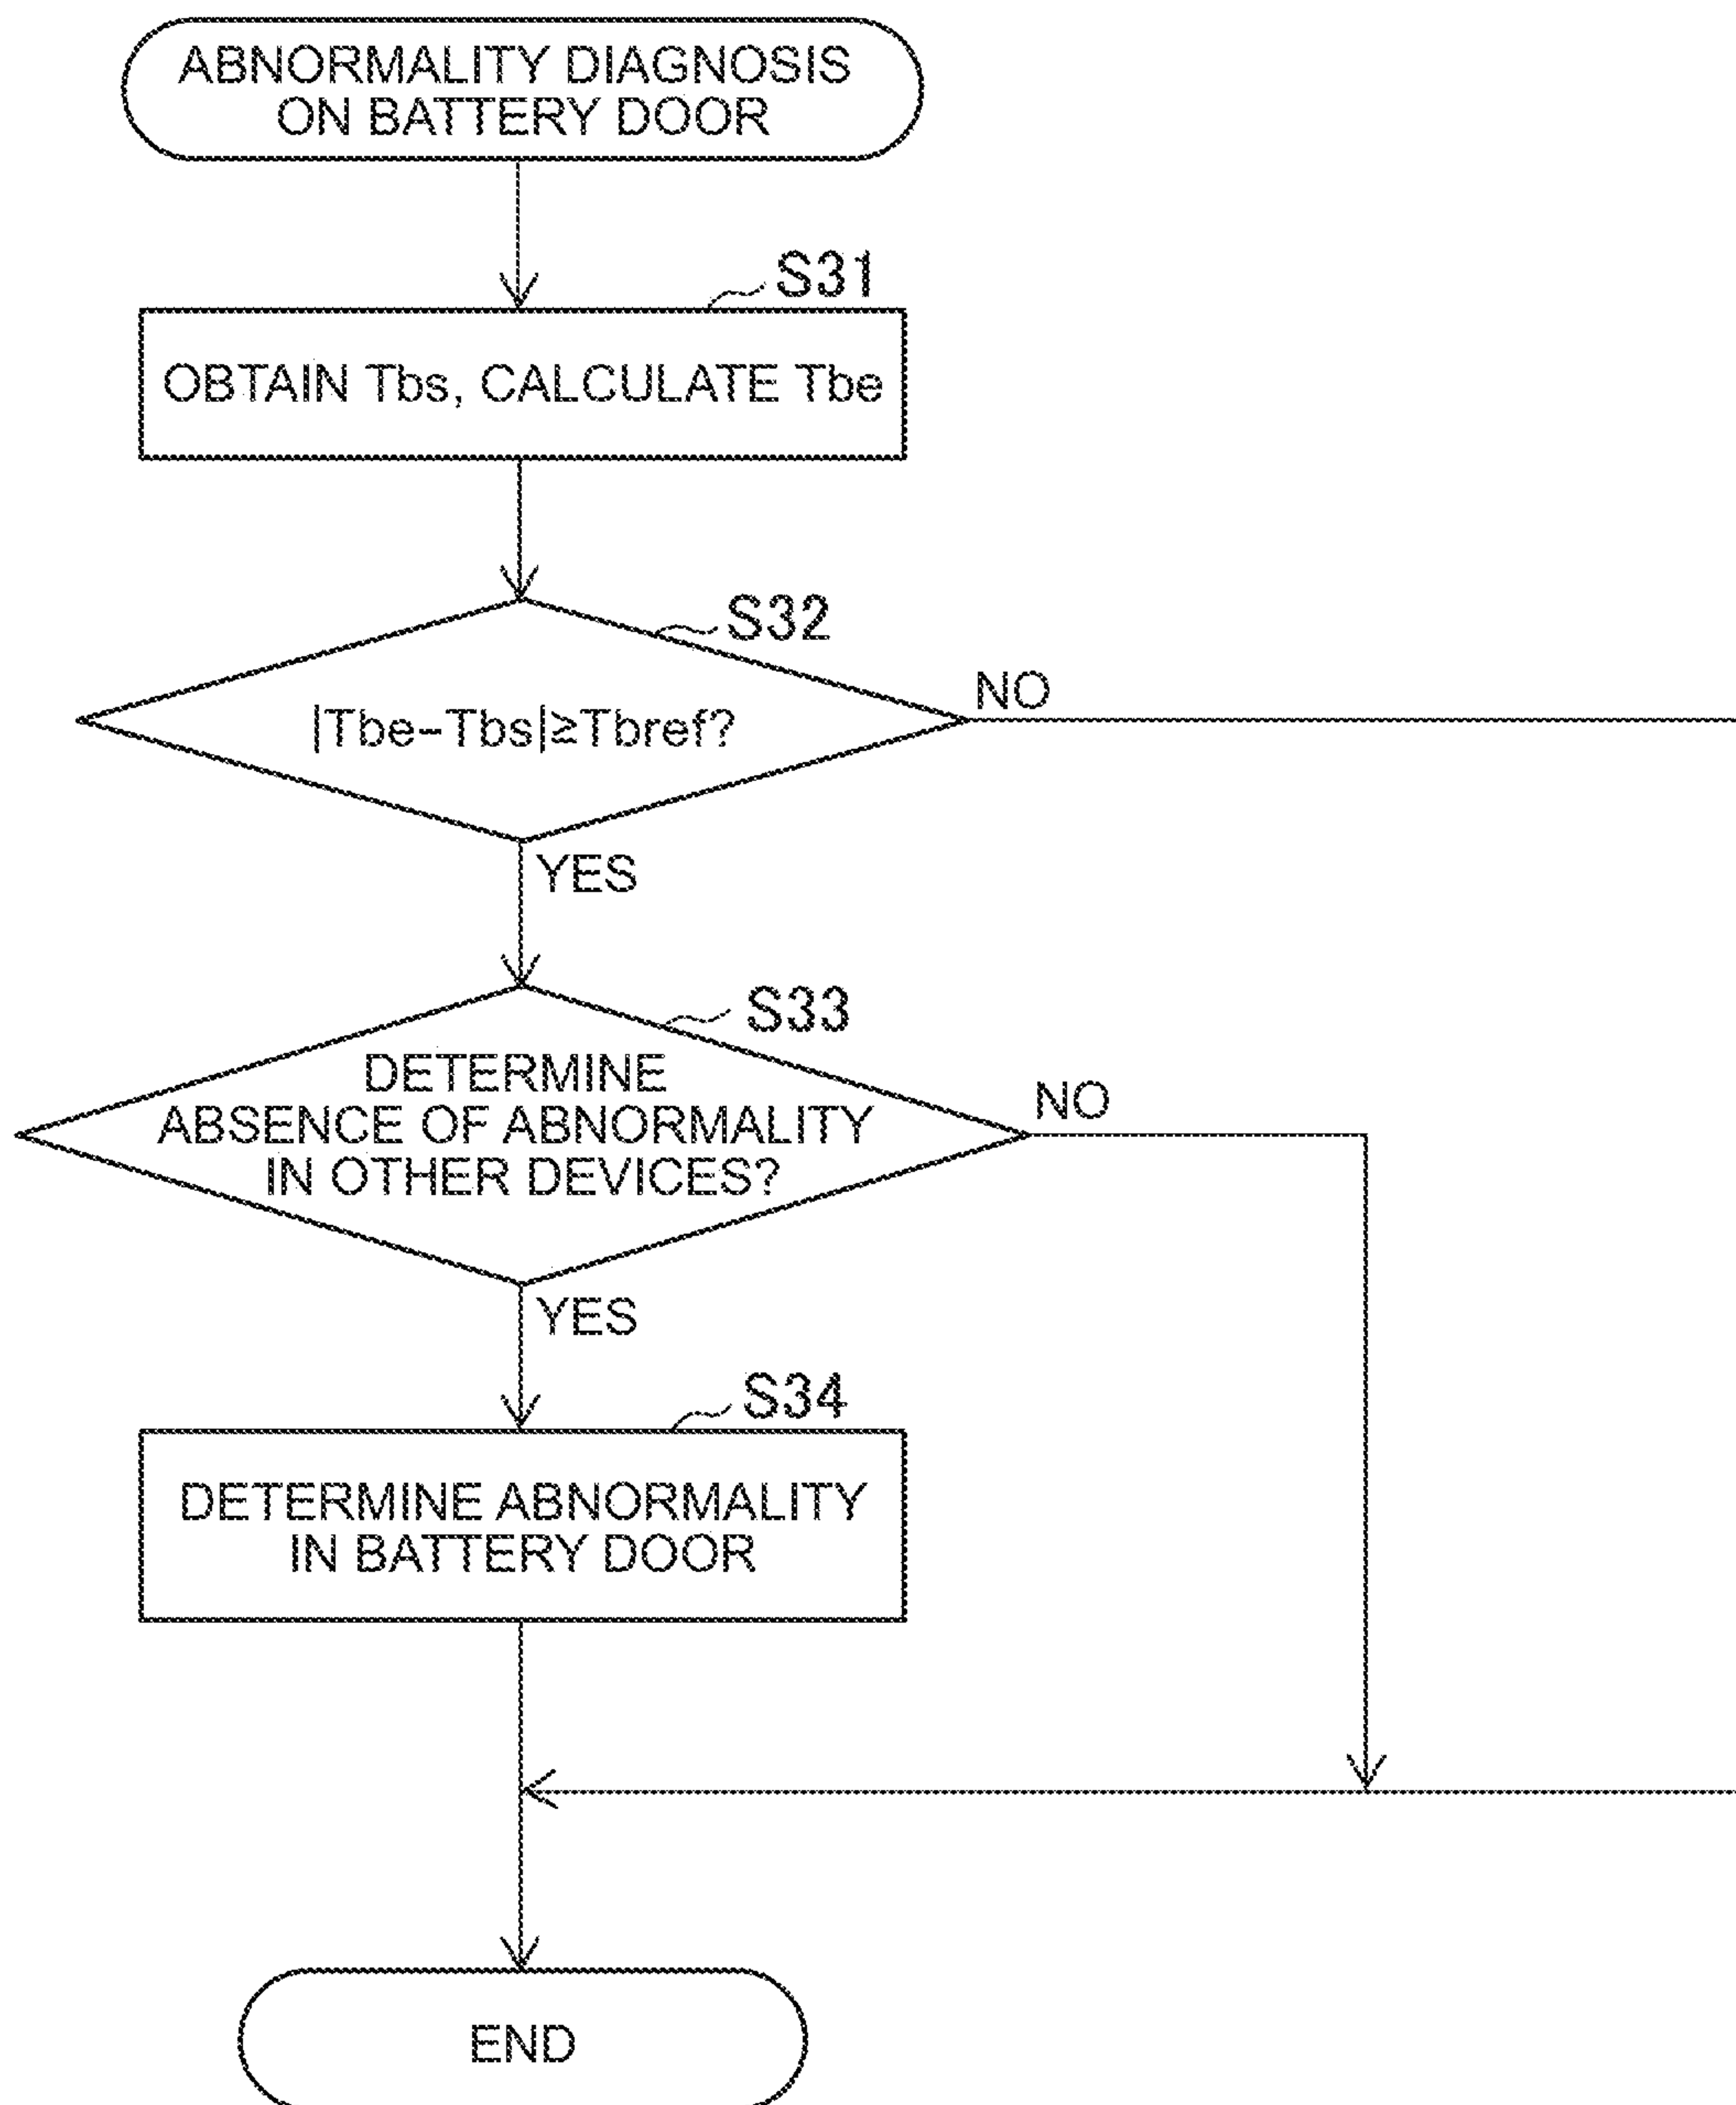 ABNORMALITY DIAGNOSIS
ON BATTERY DOOR
S31
OBTAIN Tbs, CALCULATE Tbe
S32
|Tbe-Tbs|≥Tbref?
NO
YES
S33
DETERMINE
ABSENCE OF ABNORMALITY
IN OTHER DEVICES?
NO
YES
S34
DETERMINE ABNORMALITY
IN BATTERY DOOR
END